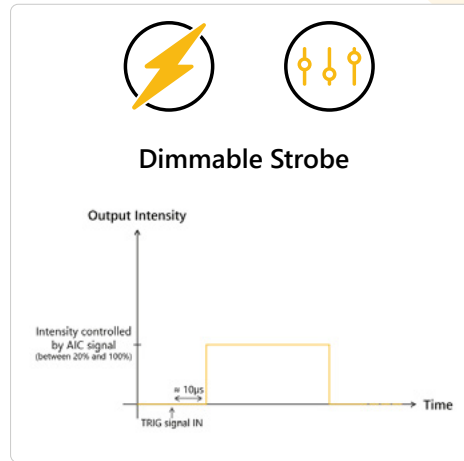 Dimmable Strobe
Output Intensity
Intensity controlled
by AIC signal
(between 20% and 100%)
≈ 10µs
Time
TRIG signal IN